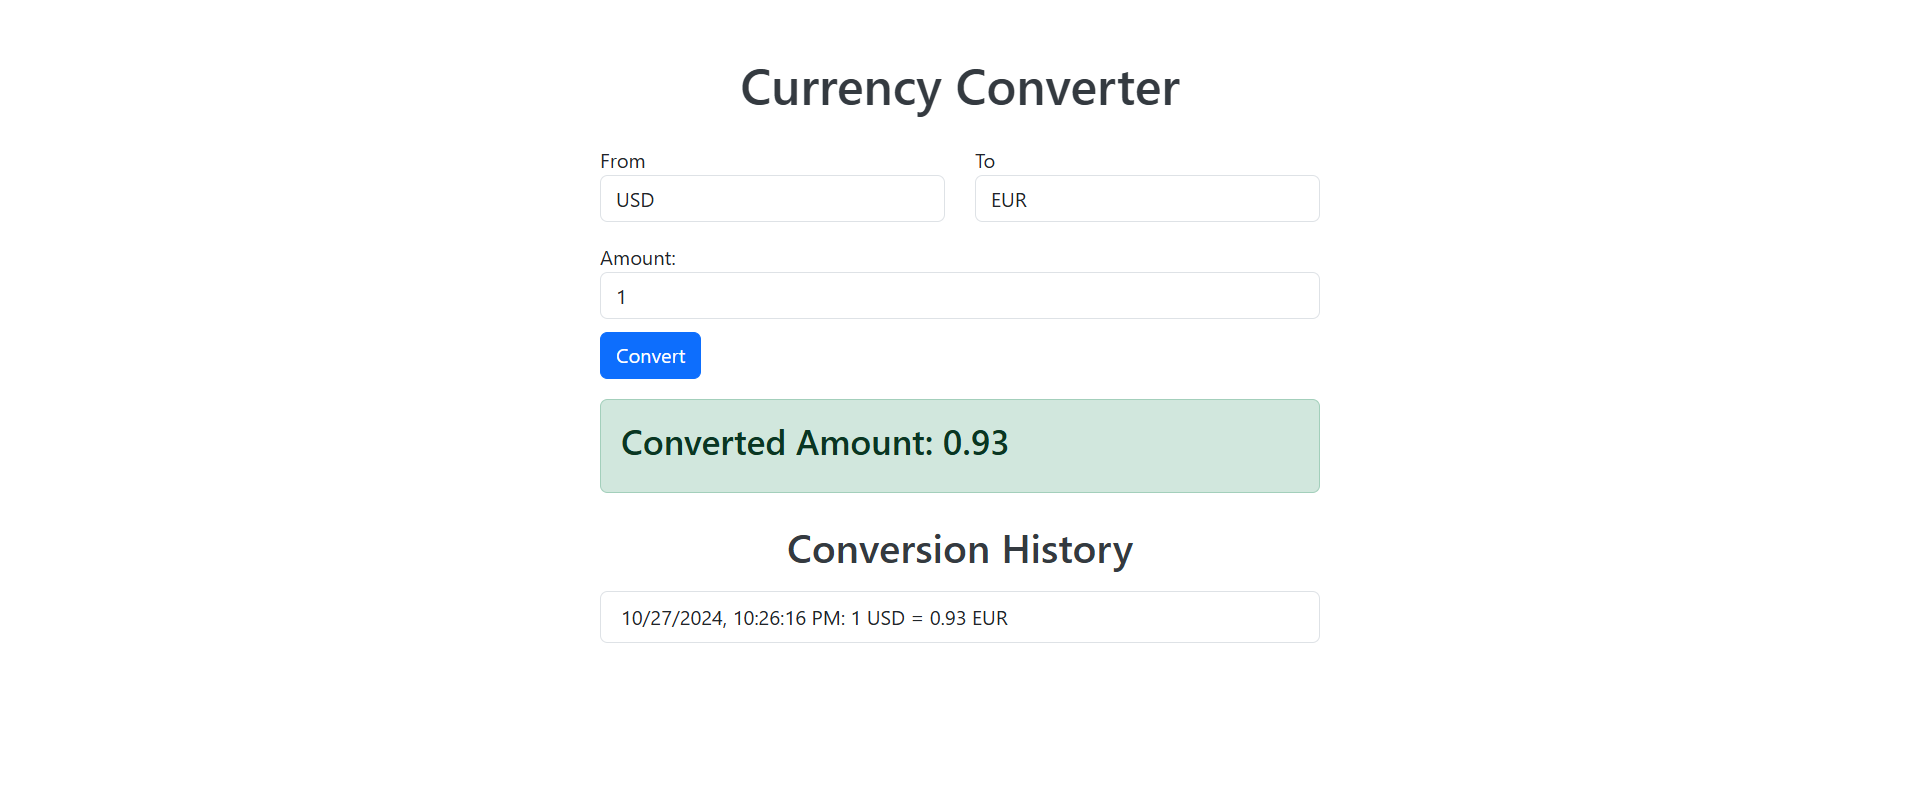 Currency Converter
From
To
USD
EUR
Amount:
1
Convert
Converted Amount: 0.93
Conversion History
10/27/2024, 10:26:16 PM: 1 USD = 0.93 EUR